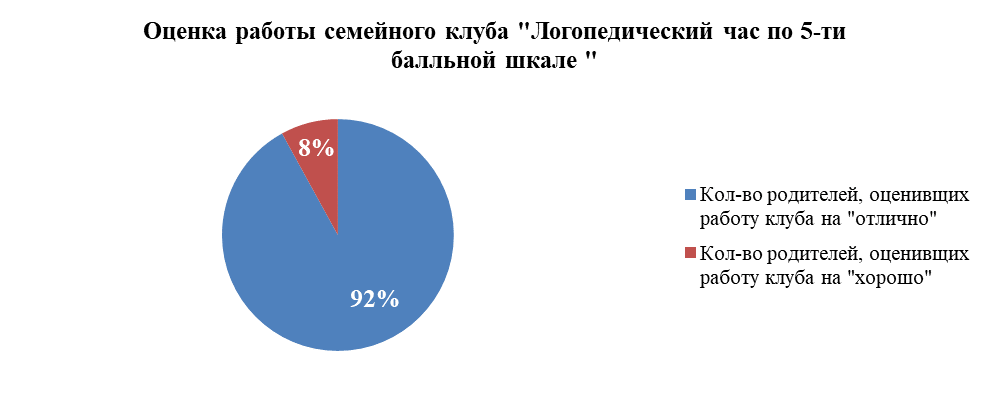 Оценка работы семейного клуба "Логопедический час по 5-ти
балльной шкале "
8%
92%
Кол-во родителей, оценивщих
работу клуба на "отлично"
Кол-во родителей, оценивщих
работу клуба на "хорошо"